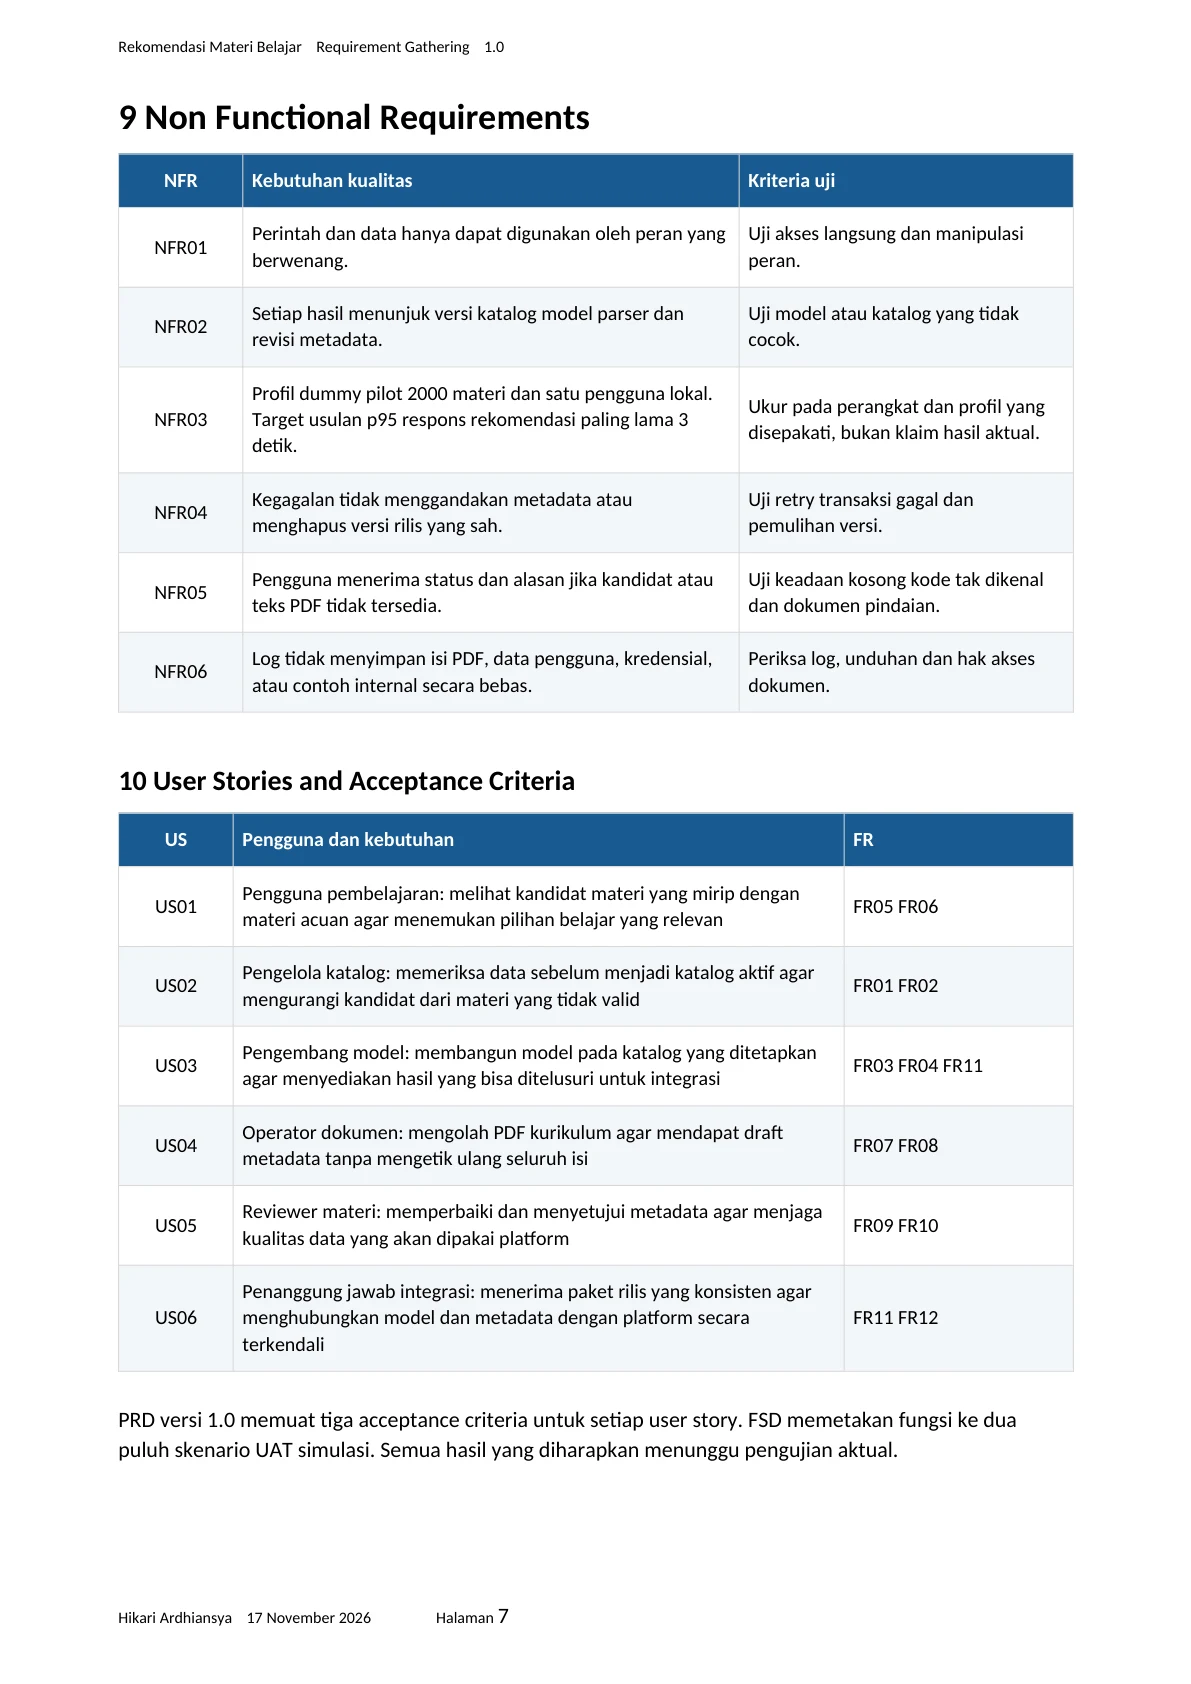 Rekomendasi Materi Belajar Requirement Gathering 1.0
9 Non Functional Requirements
NFR Kebutuhan kualitas Kriteria uji
NFR01
Perintah dan data hanya dapat digunakan oleh peran yang
berwenang.
Uji akses langsung dan manipulasi
peran.
NFR02
Setiap hasil menunjuk versi katalog model parser dan
revisi metadata.
Uji model atau katalog yang tidak
cocok.
NFR03
Profil dummy pilot 2000 materi dan satu pengguna lokal.
Target usulan p95 respons rekomendasi paling lama 3
detik.
Ukur pada perangkat dan profil yang
disepakati, bukan klaim hasil aktual.
NFR04
Kegagalan tidak menggandakan metadata atau
menghapus versi rilis yang sah.
Uji retry transaksi gagal dan
pemulihan versi.
NFR05
Pengguna menerima status dan alasan jika kandidat atau
teks PDF tidak tersedia.
Uji keadaan kosong kode tak dikenal
dan dokumen pindaian.
NFR06
Log tidak menyimpan isi PDF, data pengguna, kredensial,
atau contoh internal secara bebas.
Periksa log, unduhan dan hak akses
dokumen.
10 User Stories and Acceptance Criteria
US Pengguna dan kebutuhan FR
US01
Pengguna pembelajaran: melihat kandidat materi yang mirip dengan
materi acuan agar menemukan pilihan belajar yang relevan
FR05 FR06
US02
Pengelola katalog: memeriksa data sebelum menjadi katalog aktif agar
mengurangi kandidat dari materi yang tidak valid
FR01 FR02
US03
Pengembang model: membangun model pada katalog yang ditetapkan
agar menyediakan hasil yang bisa ditelusuri untuk integrasi
FR03 FR04 FR11
US04
Operator dokumen: mengolah PDF kurikulum agar mendapat draft
metadata tanpa mengetik ulang seluruh isi
FR07 FR08
US05
Reviewer materi: memperbaiki dan menyetujui metadata agar menjaga
kualitas data yang akan dipakai platform
FR09 FR10
US06
Penanggung jawab integrasi: menerima paket rilis yang konsisten agar
menghubungkan model dan metadata dengan platform secara
terkendali
FR11 FR12
PRD versi 1.0 memuat tiga acceptance criteria untuk setiap user story. FSD memetakan fungsi ke dua
puluh skenario UAT simulasi. Semua hasil yang diharapkan menunggu pengujian aktual.
Hikari Ardhiansya 17 November 2026 Halaman 7